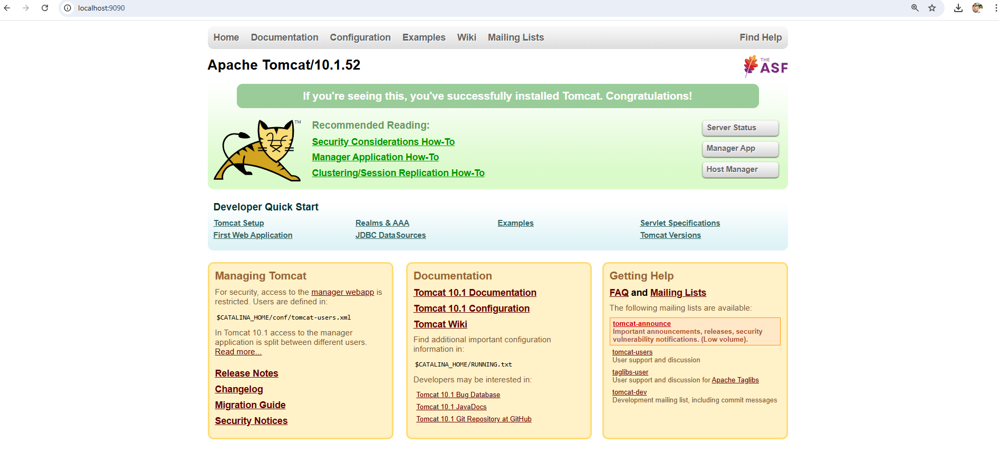 localhost:9090
Home Documentation Configuration Examples Wiki Mailing Lists Find Help
Apache Tomcat/10.1.52
THE
ASF
If you're seeing this, you've successfully installed Tomcat. Congratulations!
TM
Recommended Reading:
Security Considerations How-To
Manager Application How-To
Clustering/Session Replication How-To
Server Status
Manager App
Host Manager
Developer Quick Start
Tomcat Setup
First Web Application
Realms & AAA
JDBC DataSources
Examples
Servlet Specifications
Tomcat Versions
Managing Tomcat
For security, access to the manager webapp is
restricted. Users are defined in:
$CATALINA_HOME/conf/tomcat-users.xml
In Tomcat 10.1 access to the manager
application is split between different users.
Read more...
Release Notes
Changelog
Migration Guide
Security Notices
Documentation
Tomcat 10.1 Documentation
Tomcat 10.1 Configuration
Tomcat Wiki
Find additional important configuration
information in:
$CATALINA_HOME/RUNNING.txt
Developers may be interested in:
Tomcat 10.1 Bug Database
Tomcat 10.1 JavaDocs
Tomcat 10.1 Git Repository at GitHub
Getting Help
FAQ and Mailing Lists
The following mailing lists are available:
tomcat-announce
Important announcements, releases, security
vulnerability notifications. (Low volume).
tomcat-users
User support and discussion
taglibs-user
User support and discussion for Apache Taglibs
tomcat-dev
Development mailing list, including commit messages